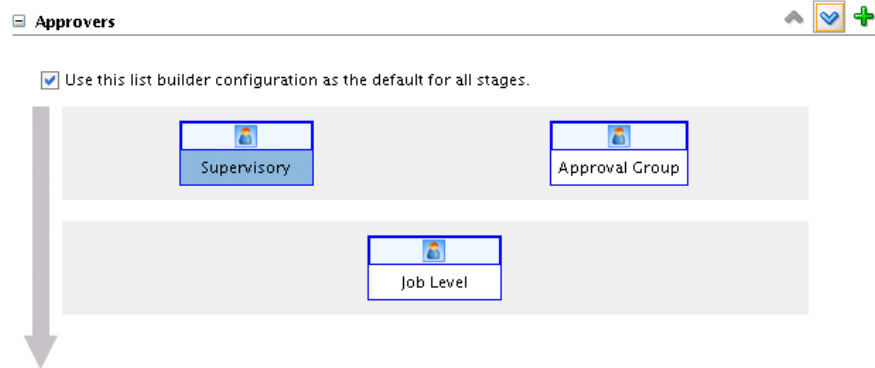 Approvers
Use this list builder configuration as the default for all stages.
Supervisory
Approval Group
Job Level